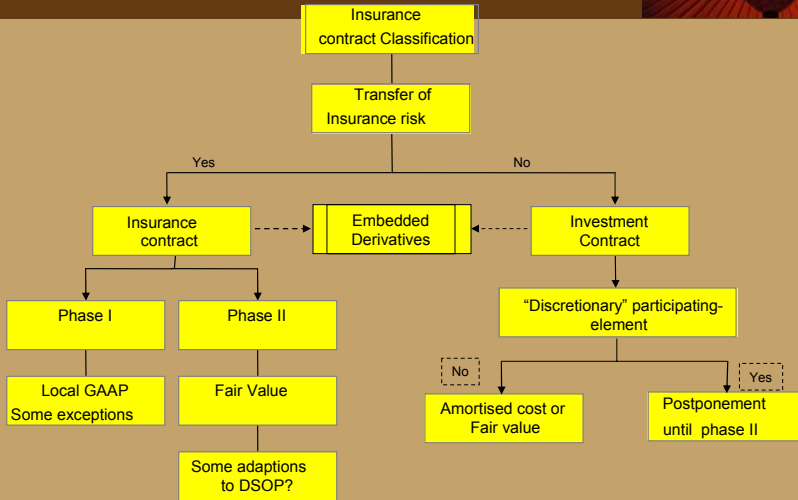 Insurance
contract Classification
Transfer of
Insurance risk
Yes
No
Insurance
contract
Embedded
Derivatives
Investment
Contract
Phase I
Phase II
“Discretionary” participating-
element
Local GAAP
Some exceptions
Fair Value
No
Yes
Amortised cost or
Fair value
Postponement
until phase II
Some adaptions
to DSOP?